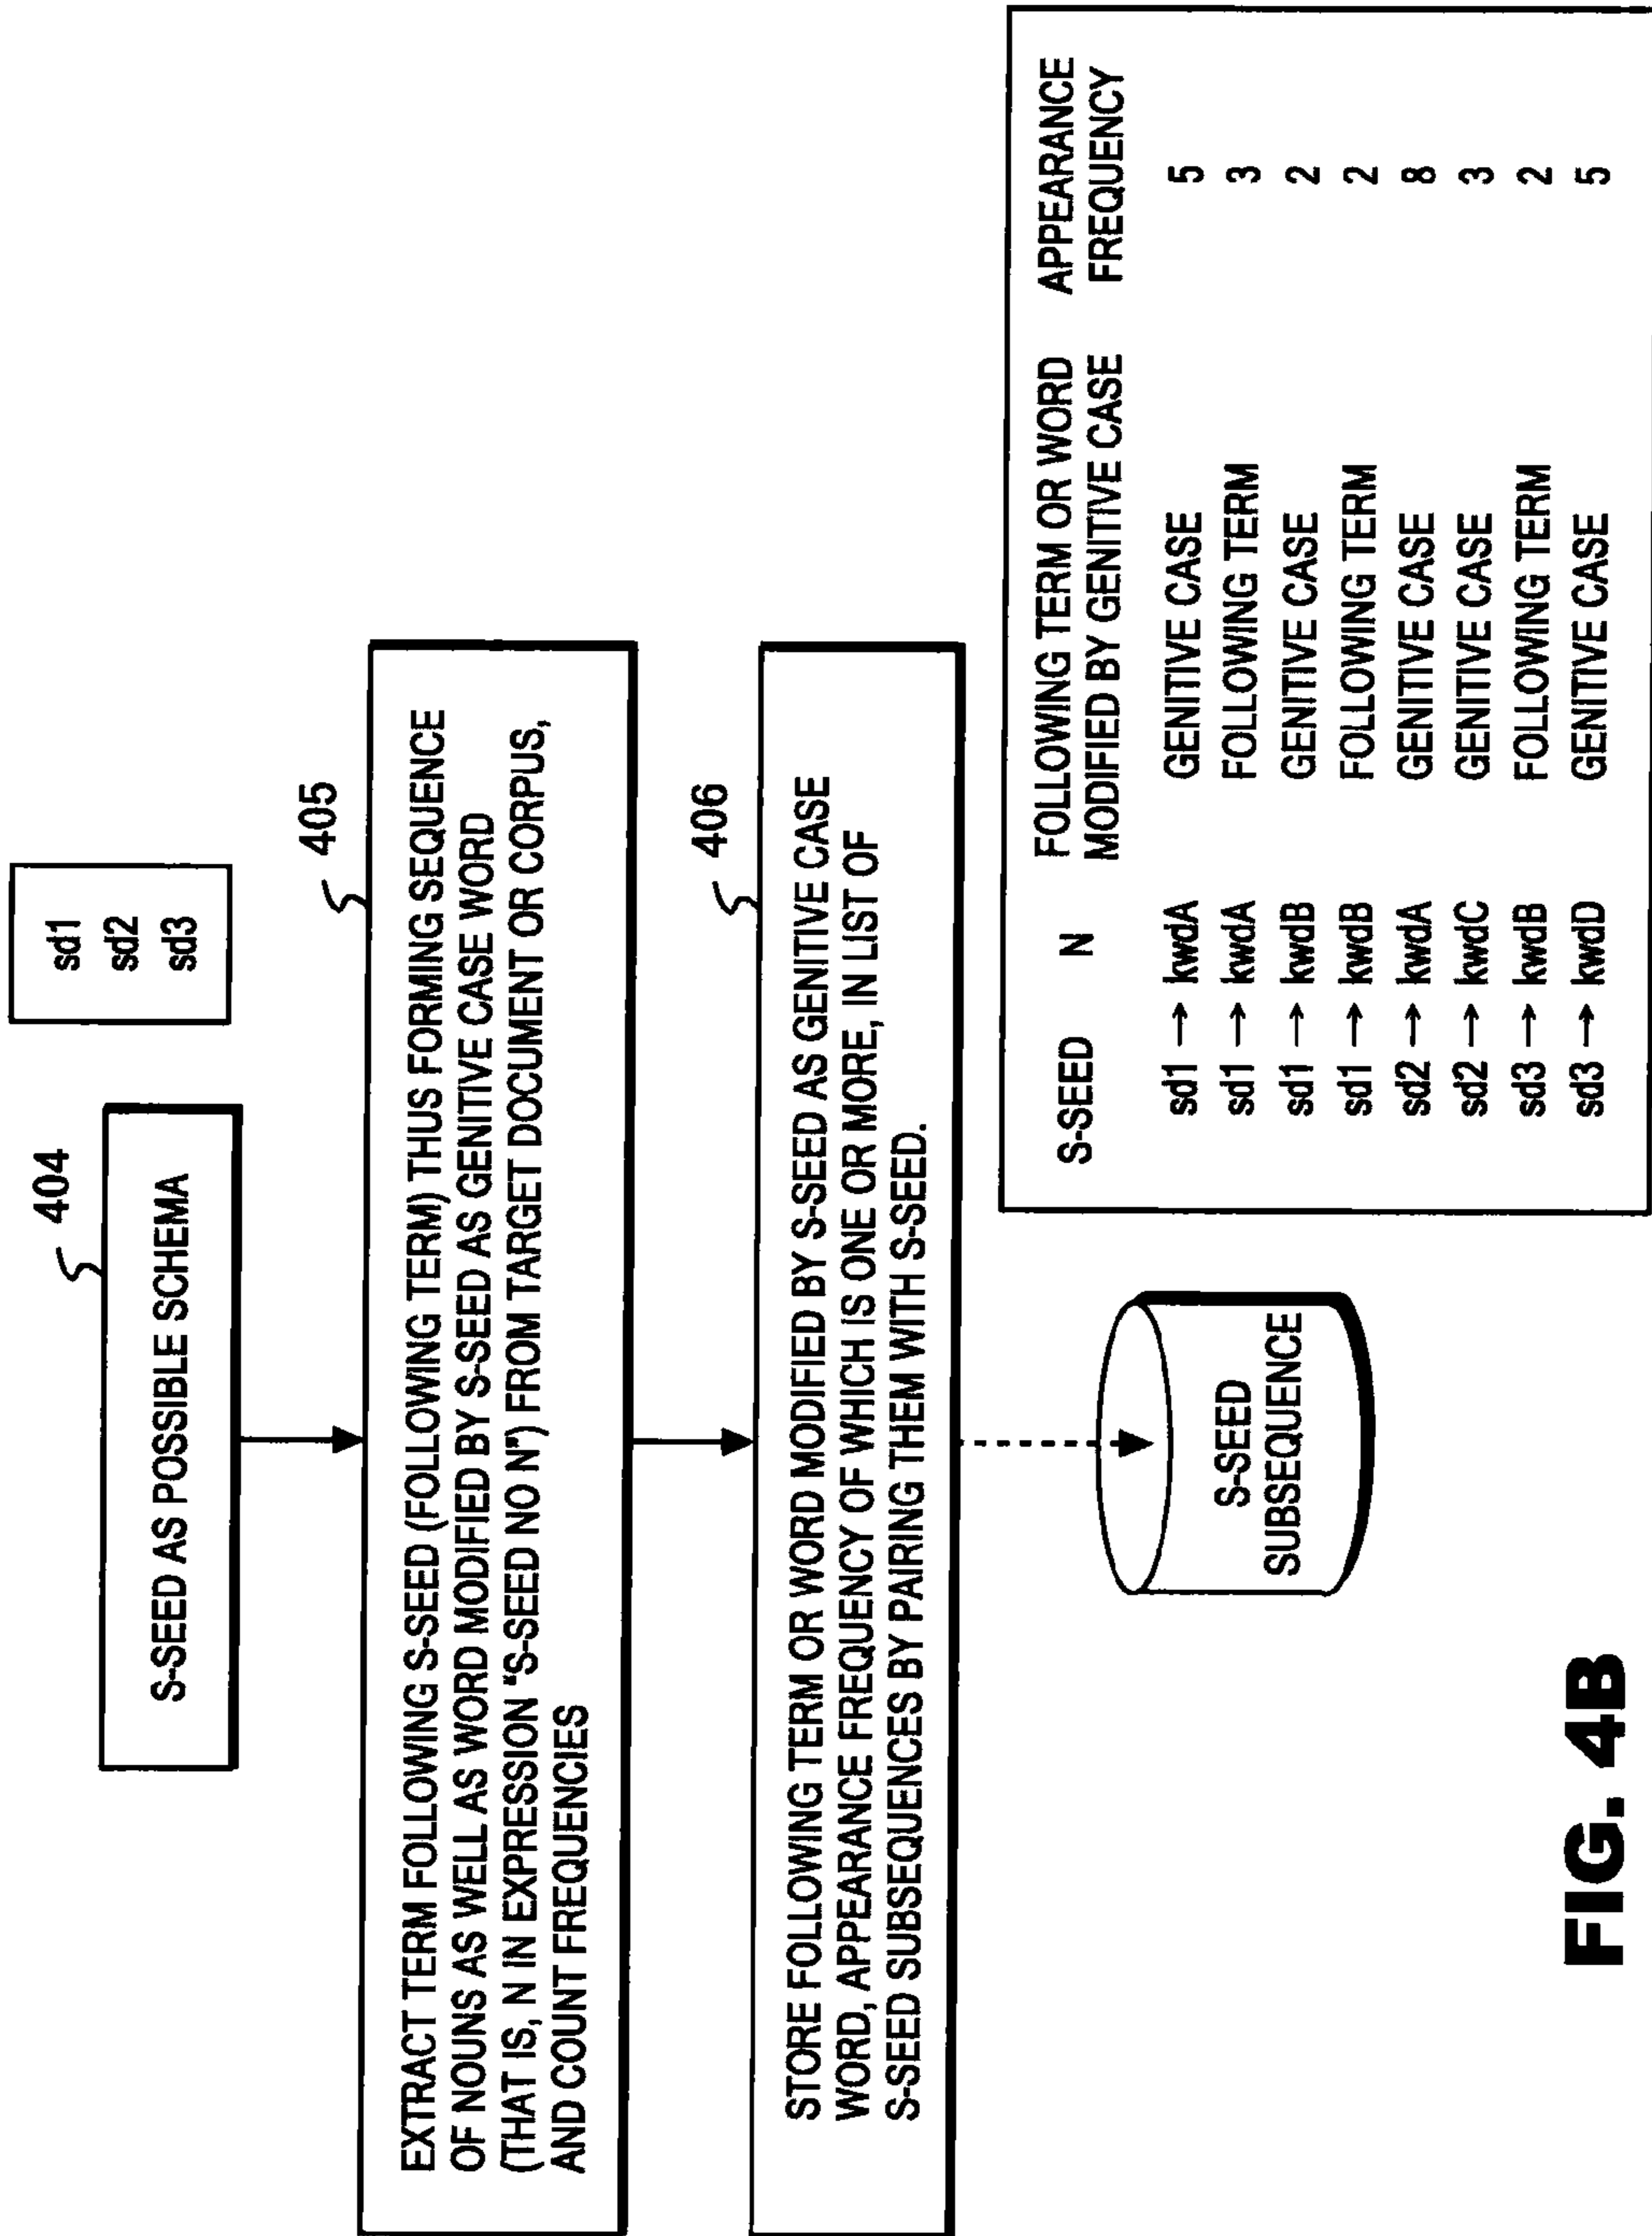 404
S-SEED AS POSSIBLE SCHEMA
sd1
sd2
sd3
405
EXTRACT TERM FOLLOWING S-SEED (FOLLOWING TERM) THUS FORMING SEQUENCE
OF NOUNS AS WELL AS WORD MODIFIED BY S-SEED AS GENITIVE CASE WORD
(THAT IS, N IN EXPRESSION "S-SEED NO N") FROM TARGET DOCUMENT OR CORPUS,
AND COUNT FREQUENCIES
406
STORE FOLLOWING TERM OR WORD MODIFIED BY S-SEED AS GENITIVE CASE
WORD, APPEARANCE FREQUENCY OF WHICH IS ONE OR MORE, IN LIST OF
S-SEED SUBSEQUENCES BY PAIRING THEM WITH S-SEED.
S-SEED
SUBSEQUENCE
S-SEED N FOLLOWING TERM OR WORD APPEARANCE
MODIFIED BY GENITIVE CASE FREQUENCY
sd1 → kwdA GENITIVE CASE 5
sd1 → kwdA FOLLOWING TERM 3
sd1 → kwdB GENITIVE CASE 2
sd1 → kwdB FOLLOWING TERM 2
sd2 → kwdA GENITIVE CASE 8
sd2 → kwdC GENITIVE CASE 3
sd3 → kwdB FOLLOWING TERM 2
sd3 → kwdD GENITIVE CASE 5
FIG. 4B